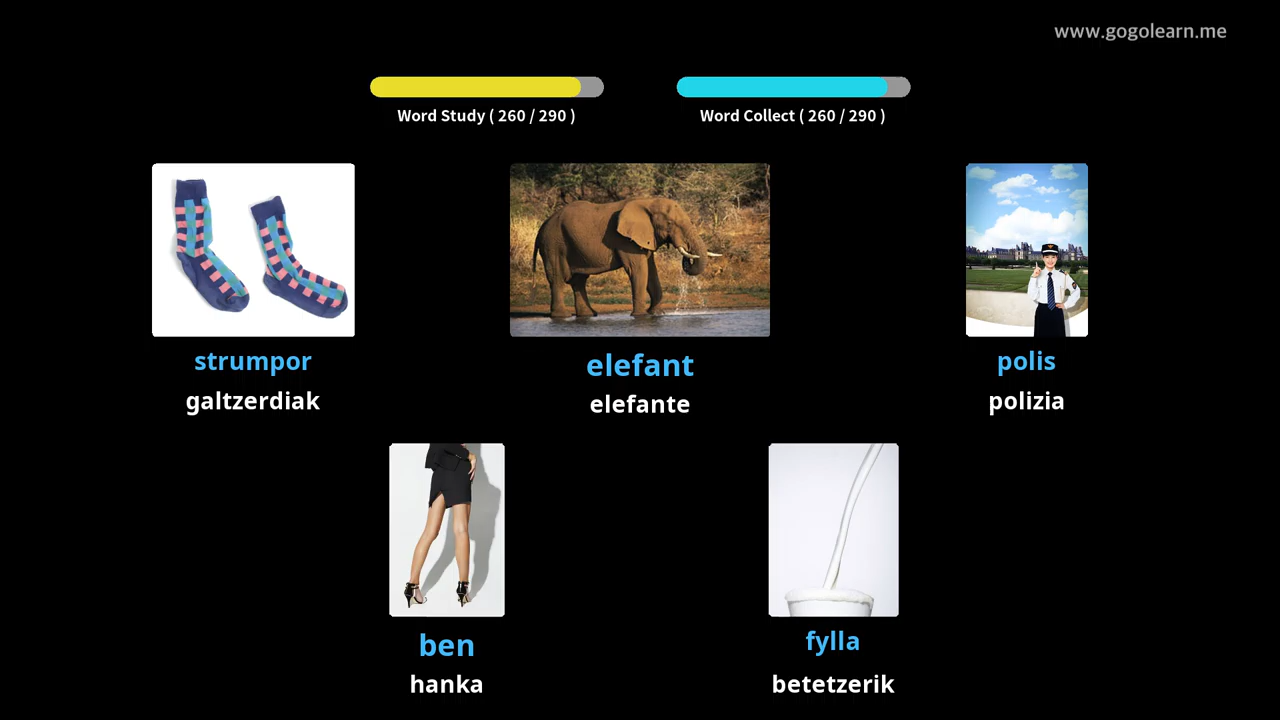 www.gogolearn.me
Word Study ( 260 / 290 )
Word Collect ( 260 / 290 )
strumpor
galtzerdiak
elefant
elefante
polis
polizia
ben
hanka
fylla
betetzerik